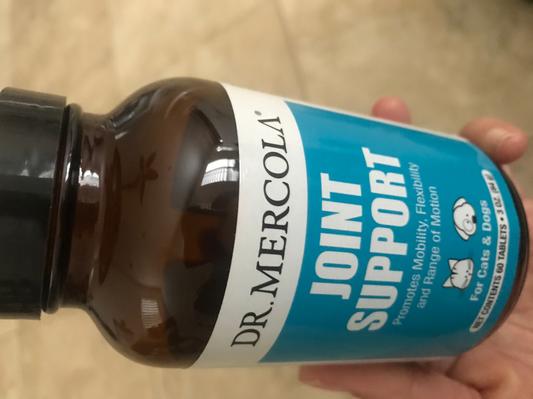 DR.MERCOLA®
JOINT
SUPPORT
Promotes Mobility, Flexibility
and Range of Motion
For Cats & Dogs
NET CONTENTS 60 TABLETS • 3 OZ.